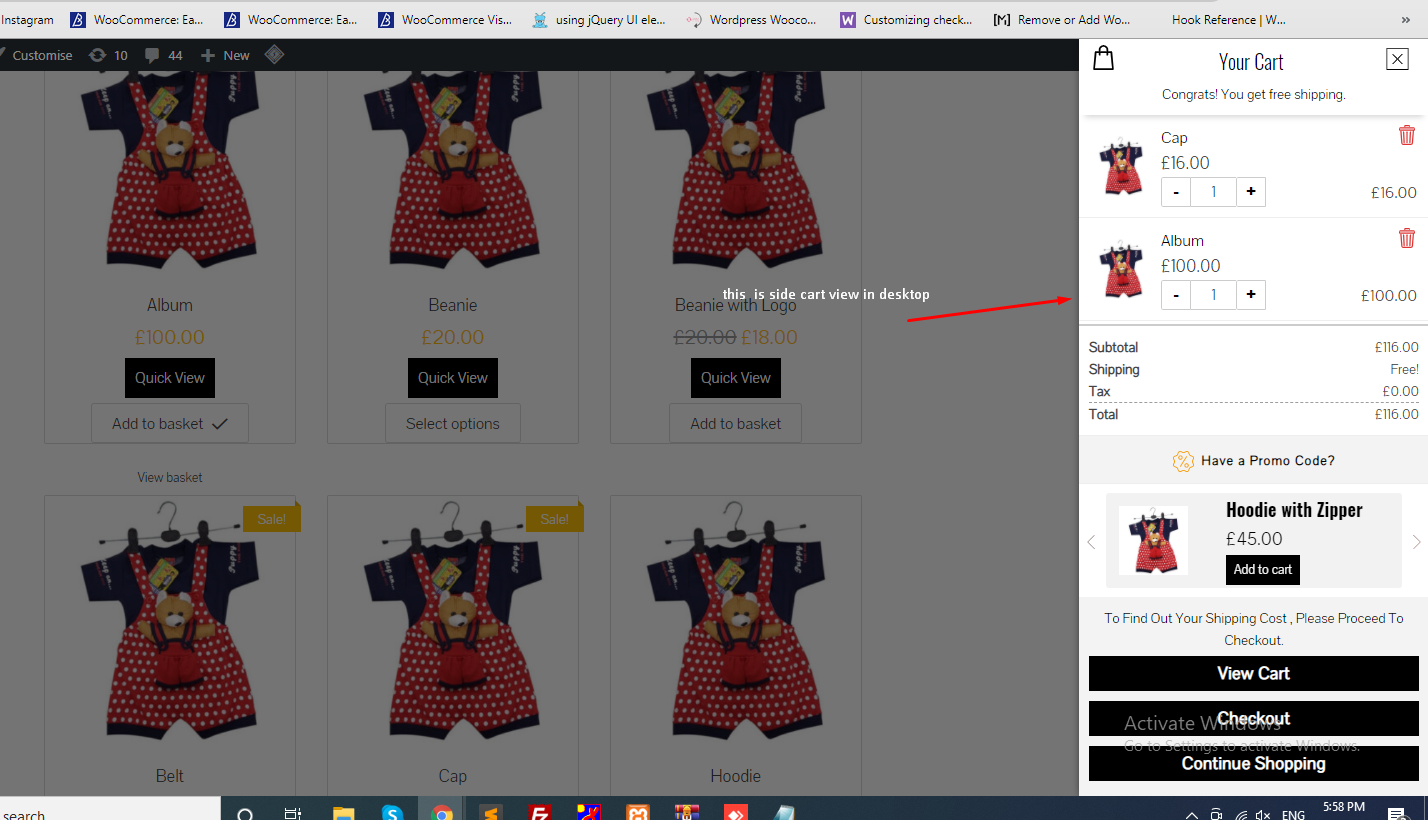 Instagram
WooCommerce: Ea...
WooCommerce: Ea...
WooCommerce Vis...
using jQuery UI ele...
Wordpress Wooco...
Customizing check...
[M] Remove or Add Wo...
Hook Reference | W...
»
Customise
10
44
New
Album
£100.00
Quick View
Add to basket
View basket
Beanie
£20.00
Quick View
Select options
Beanie with Logo
£20.00 £18.00
Quick View
Add to basket
this is side cart view in desktop
Sale!
Belt
Sale!
Cap
Hoodie
Your Cart
Congrats! You get free shipping.
Cap
£16.00
- 1 +
£16.00
Album
£100.00
- 1 +
£100.00
Subtotal £116.00
Shipping Free!
Tax £0.00
Total £116.00
Have a Promo Code?
Hoodie with Zipper
£45.00
Add to cart
To Find Out Your Shipping Cost , Please Proceed To
Checkout.
View Cart
Checkout
Activate Windows
Go to Settings to activate Windows.
Continue Shopping
search
ENG
5:58 PM